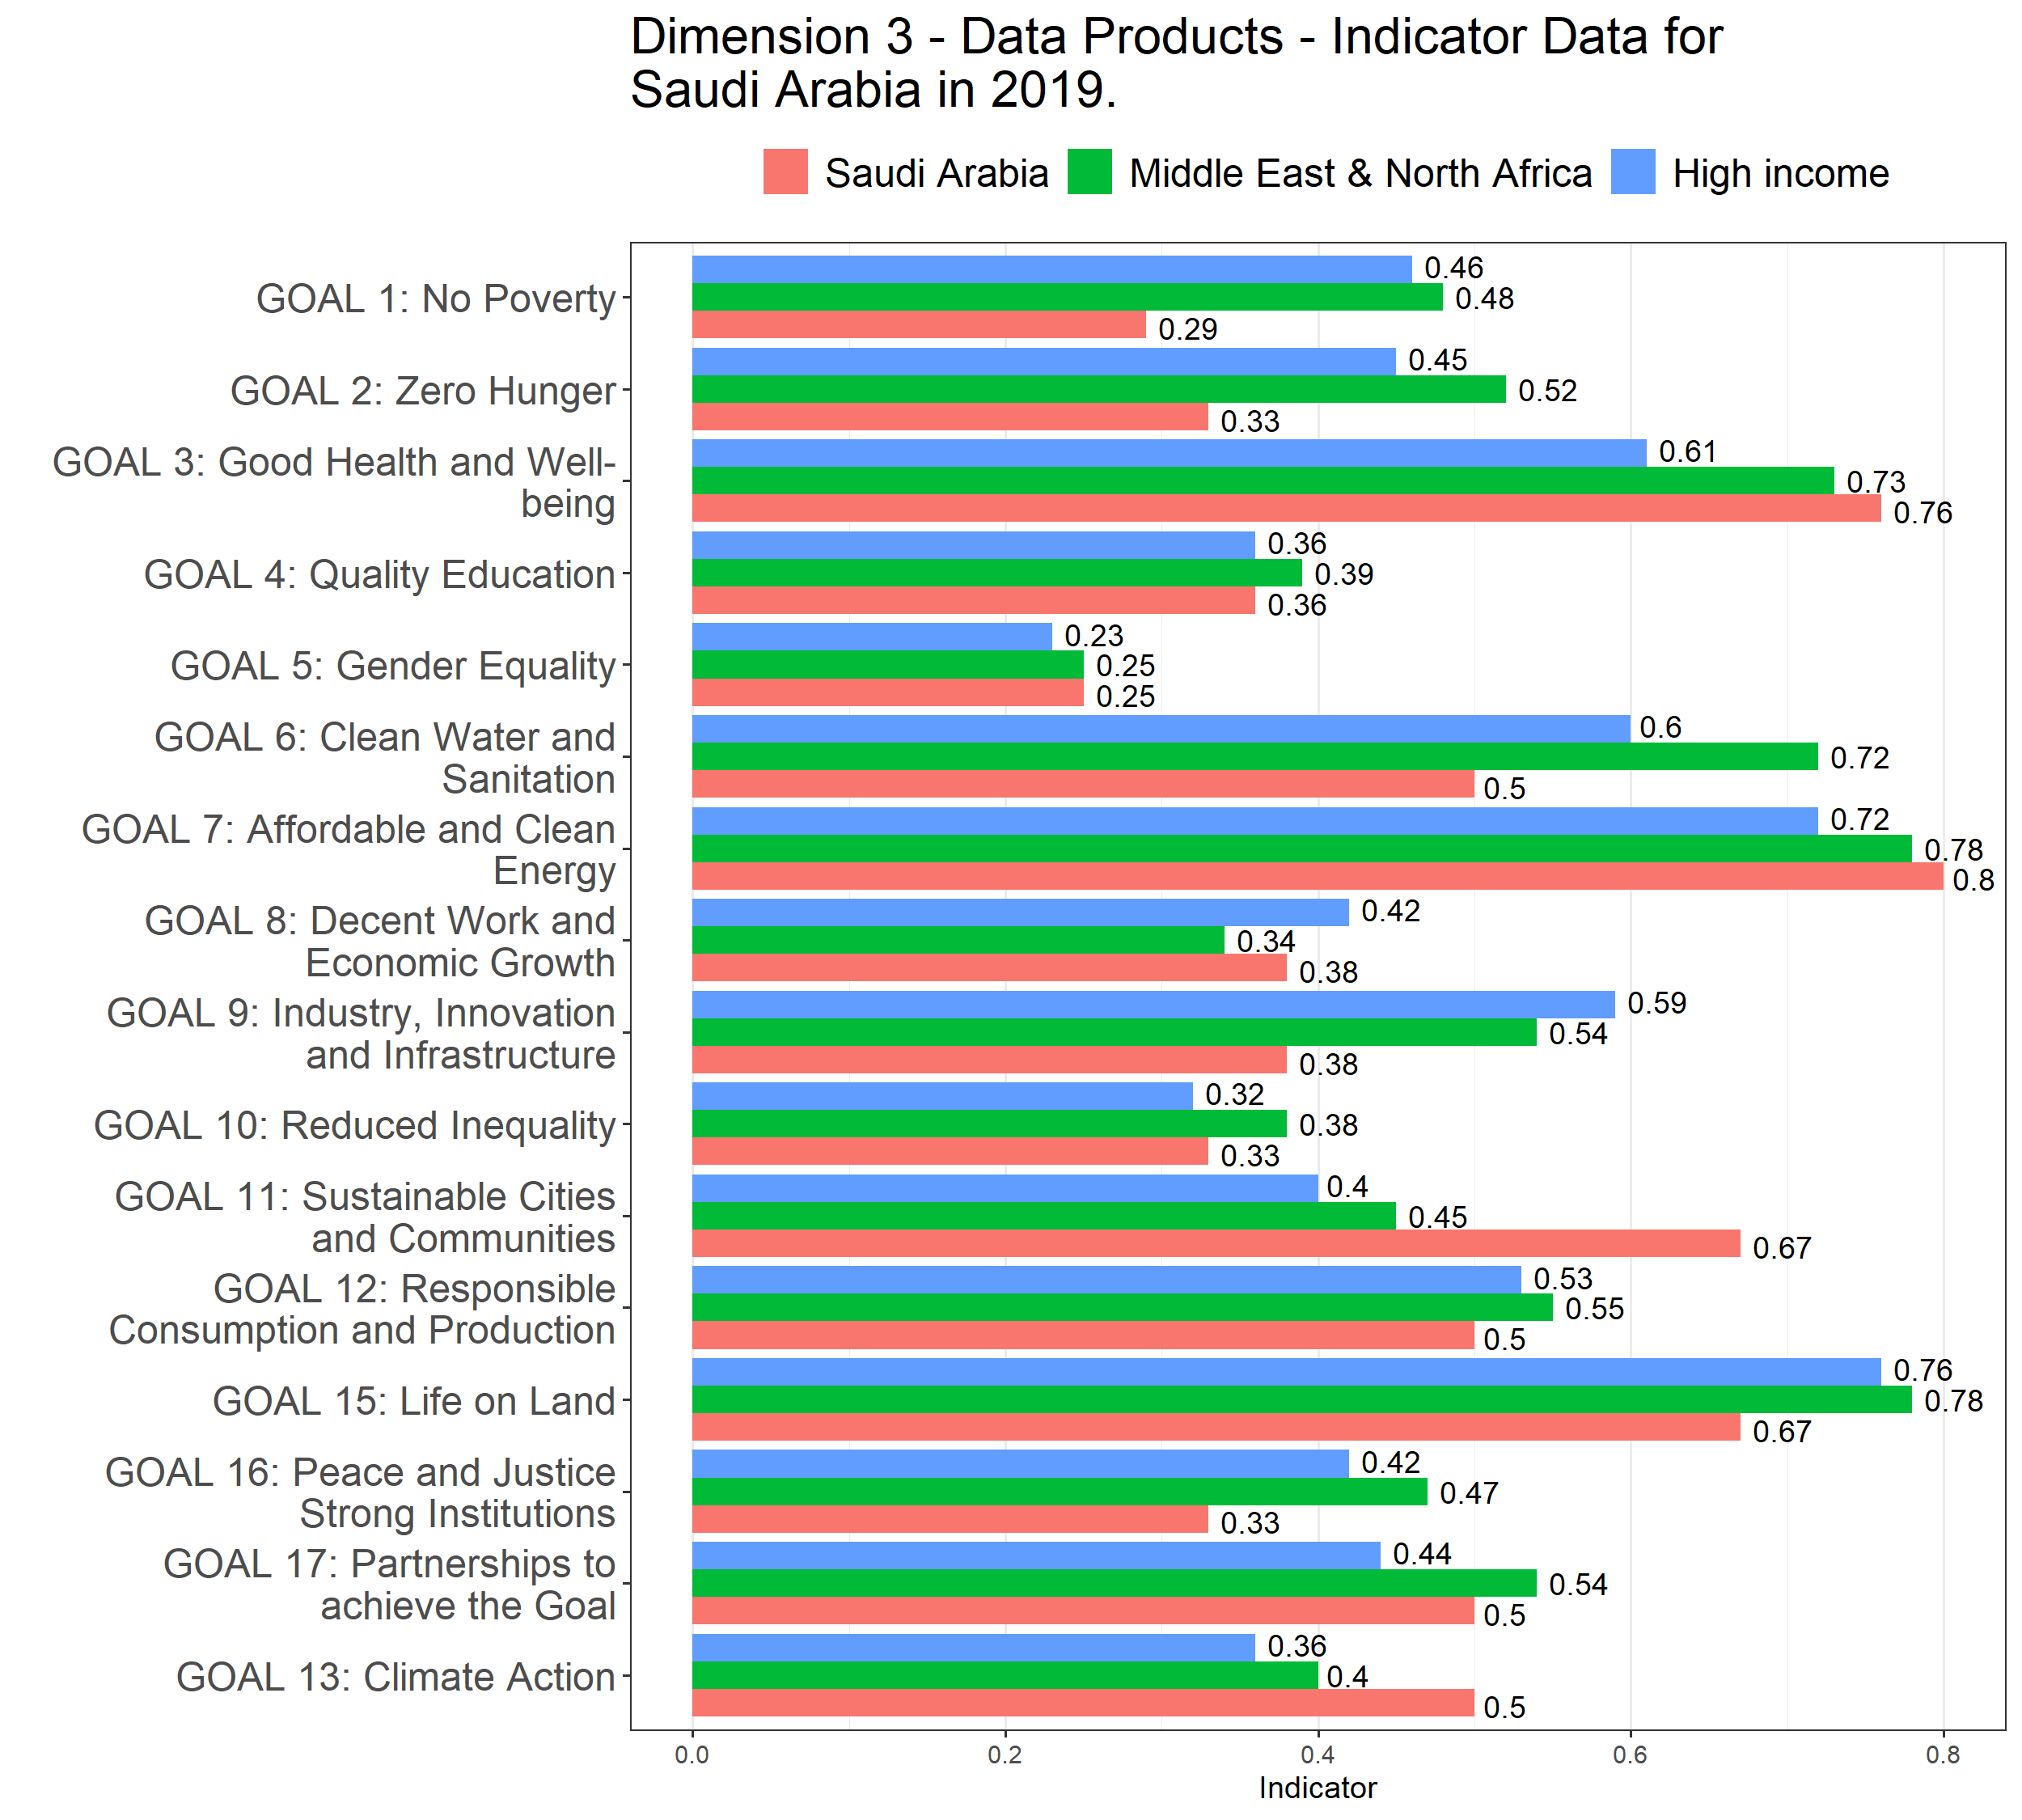 Dimension 3 - Data Products - Indicator Data for
Saudi Arabia in 2019.
Saudi Arabia Middle East & North Africa High income
GOAL 1: No Poverty
0.46
0.48
0.29
GOAL 2: Zero Hunger
0.45
0.52
0.33
GOAL 3: Good Health and Well-
being
0.61
0.73
0.76
GOAL 4: Quality Education
0.36
0.39
0.36
GOAL 5: Gender Equality
0.23
0.25
0.25
GOAL 6: Clean Water and
Sanitation
0.6
0.72
0.5
GOAL 7: Affordable and Clean
Energy
0.72
0.78
0.8
GOAL 8: Decent Work and
Economic Growth
0.42
0.34
0.38
GOAL 9: Industry, Innovation
and Infrastructure
0.59
0.54
0.38
GOAL 10: Reduced Inequality
0.32
0.38
0.33
GOAL 11: Sustainable Cities
and Communities
0.4
0.45
0.67
GOAL 12: Responsible
Consumption and Production
0.53
0.55
0.5
GOAL 15: Life on Land
0.76
0.78
0.67
GOAL 16: Peace and Justice
Strong Institutions
0.42
0.47
0.33
GOAL 17: Partnerships to
achieve the Goal
0.44
0.54
0.5
GOAL 13: Climate Action
0.36
0.4
0.5
0.0 0.2 0.4 0.6 0.8
Indicator